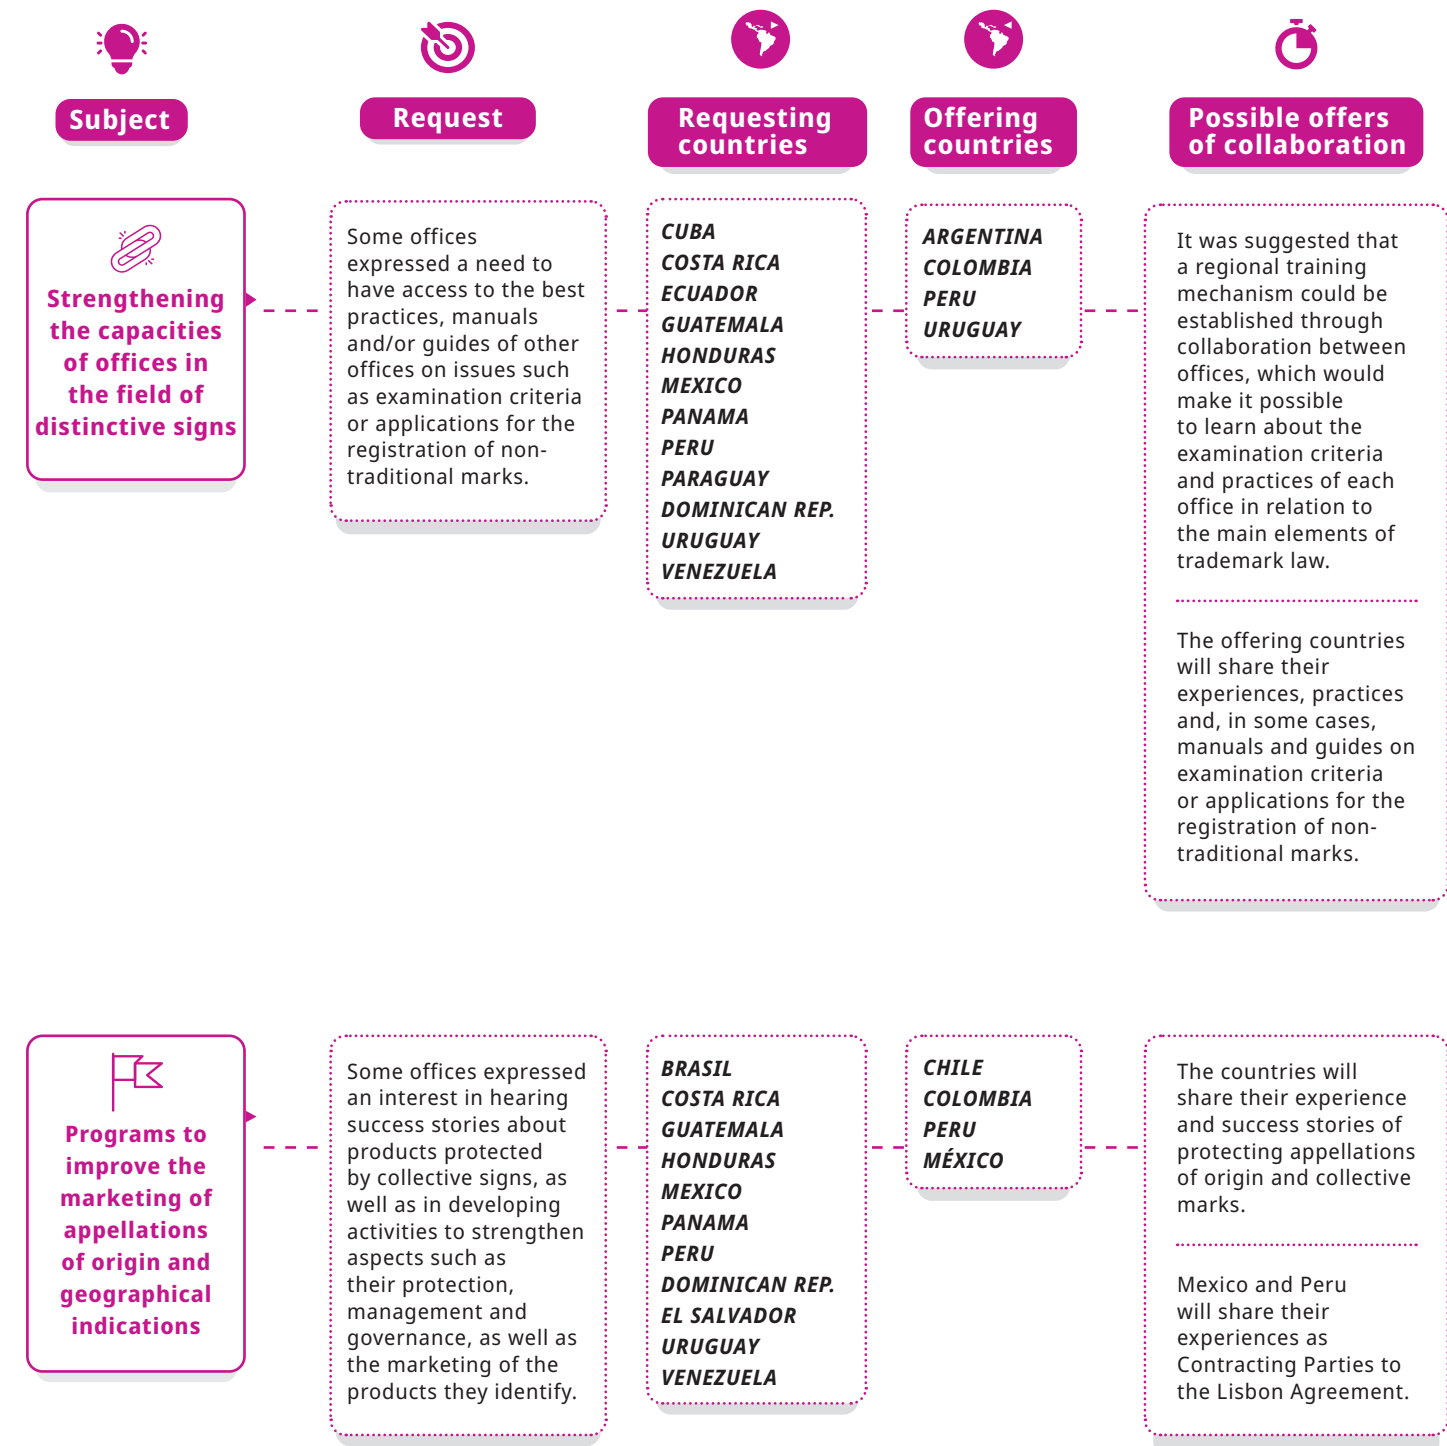 Subject
Request
Requesting
countries
Offering
countries
Possible offers
of collaboration
Strengthening
the capacities
of offices in
the field of
distinctive signs
Some offices
expressed a need to
have access to the best
practices, manuals
and/or guides of other
offices on issues such
as examination criteria
or applications for the
registration of non-
traditional marks.
CUBA
COSTA RICA
ECUADOR
GUATEMALA
HONDURAS
MEXICO
PANAMA
PERU
PARAGUAY
DOMINICAN REP.
URUGUAY
VENEZUELA
ARGENTINA
COLOMBIA
PERU
URUGUAY
It was suggested that
a regional training
mechanism could be
established through
collaboration between
offices, which would
make it possible
to learn about the
examination criteria
and practices of each
office in relation to
the main elements of
trademark law.
The offering countries
will share their
experiences, practices
and, in some cases,
manuals and guides on
examination criteria
or applications for the
registration of non-
traditional marks.
Programs to
improve the
marketing of
appellations
of origin and
geographical
indications
Some offices expressed
an interest in hearing
success stories about
products protected
by collective signs, as
well as in developing
activities to strengthen
aspects such as
their protection,
management and
governance, as well as
the marketing of the
products they identify.
BRASIL
COSTA RICA
GUATEMALA
HONDURAS
MEXICO
PANAMA
PERU
DOMINICAN REP.
EL SALVADOR
URUGUAY
VENEZUELA
CHILE
COLOMBIA
PERU
MÉXICO
The countries will
share their experience
and success stories of
protecting appellations
of origin and collective
marks.
Mexico and Peru
will share their
experiences as
Contracting Parties to
the Lisbon Agreement.